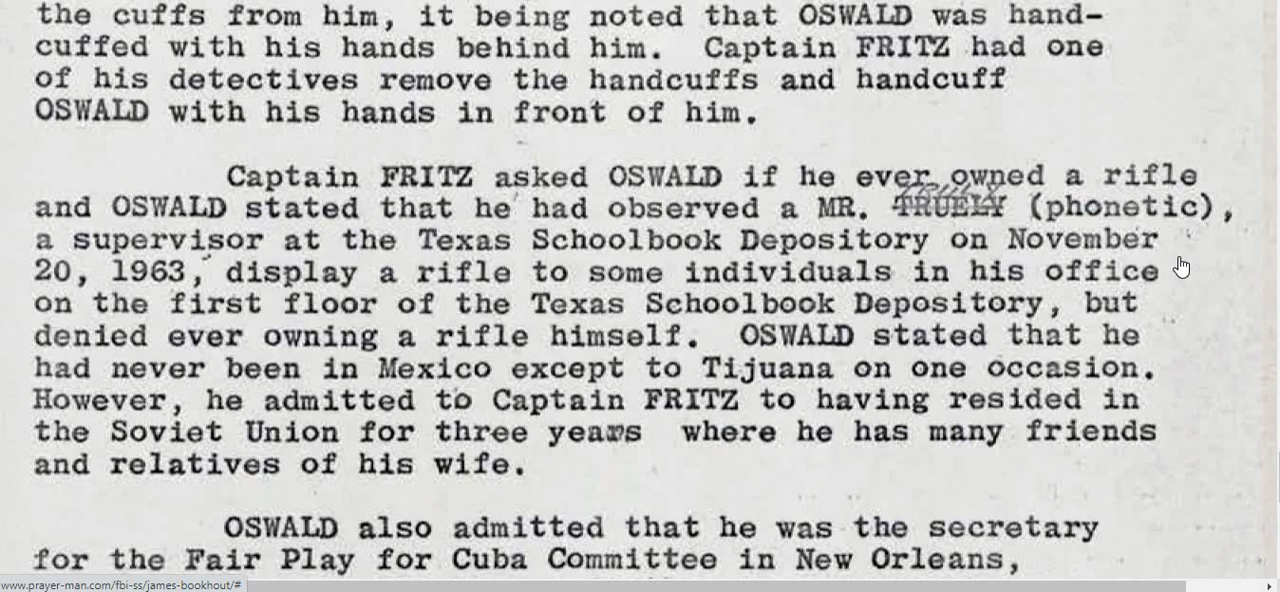 the cuffs from him, it being noted that OSWALD was hand-
cuffed with his hands behind him. Captain FRITZ had one
of his detectives remove the handcuffs and handcuff
OSWALD with his hands in front of him.
Captain FRITZ asked OSWALD if he ever owned a rifle
and OSWALD stated that he had observed a MR. TRUELY (phonetic),
a supervisor at the Texas Schoolbook Depository on November
20, 1963, display a rifle to some individuals in his office
on the first floor of the Texas Schoolbook Depository, but
denied ever owning a rifle himself. OSWALD stated that he
had never been in Mexico except to Tijuana on one occasion.
However, he admitted to Captain FRITZ to having resided in
the Soviet Union for three years where he has many friends
and relatives of his wife.
OSWALD also admitted that he was the secretary
for the Fair Play for Cuba Committee in New Orleans,
www.prayer-man.com/fbi-ss/james-bookhout/#